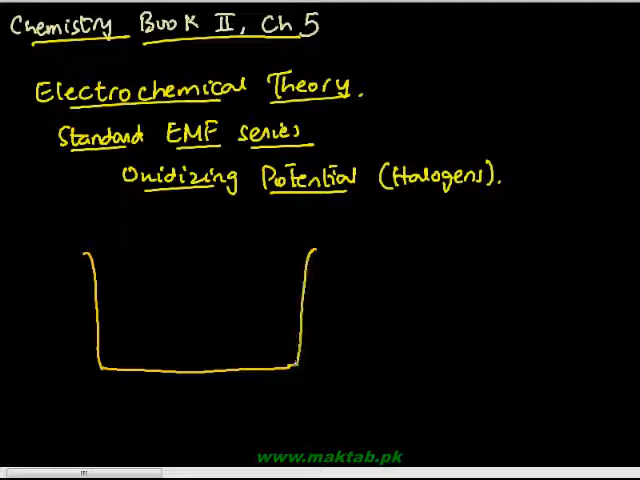 Chemistry Book II, Ch 5
Electrochemical Theory.
Standard EMF series
Oxidizing Potential (Halogens).
www.maktab.pk